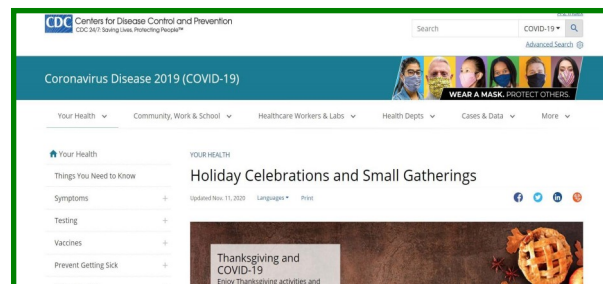 A-Z Index
CDC Centers for Disease Control and Prevention
CDC 24/7: Saving Lives, Protecting People™
Search
COVID-19
Advanced Search
Coronavirus Disease 2019 (COVID-19)
WEAR A MASK. PROTECT OTHERS.
Your Health
Community, Work & School
Healthcare Workers & Labs
Health Depts
Cases & Data
More
Your Health
Things You Need to Know
Symptoms
Testing
Vaccines
Prevent Getting Sick
YOUR HEALTH
Holiday Celebrations and Small Gatherings
Updated Nov. 11, 2020 Languages Print
Thanksgiving and
COVID-19
Enjoy Thanksgiving activities and